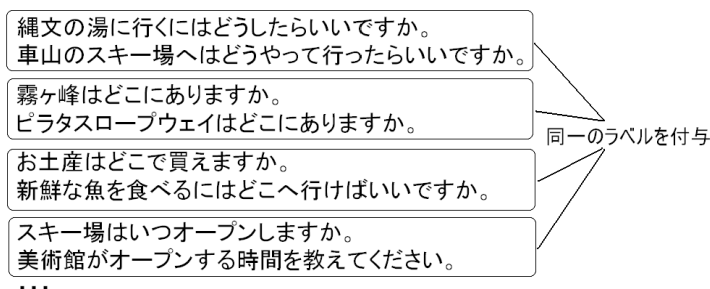 縄文の湯に行くにはどうしたらいいですか。
車山のスキー場へはどうやって行ったらいいですか。
霧ヶ峰はどこにありますか。
ピラタスロープウェイはどこにありますか。
同一のラベルを付与
お土産はどこで買えますか。
新鮮な魚を食べるにはどこへ行けばいいですか。
スキー場はいつオープンしますか。
美術館がオープンする時間を教えてください。
…